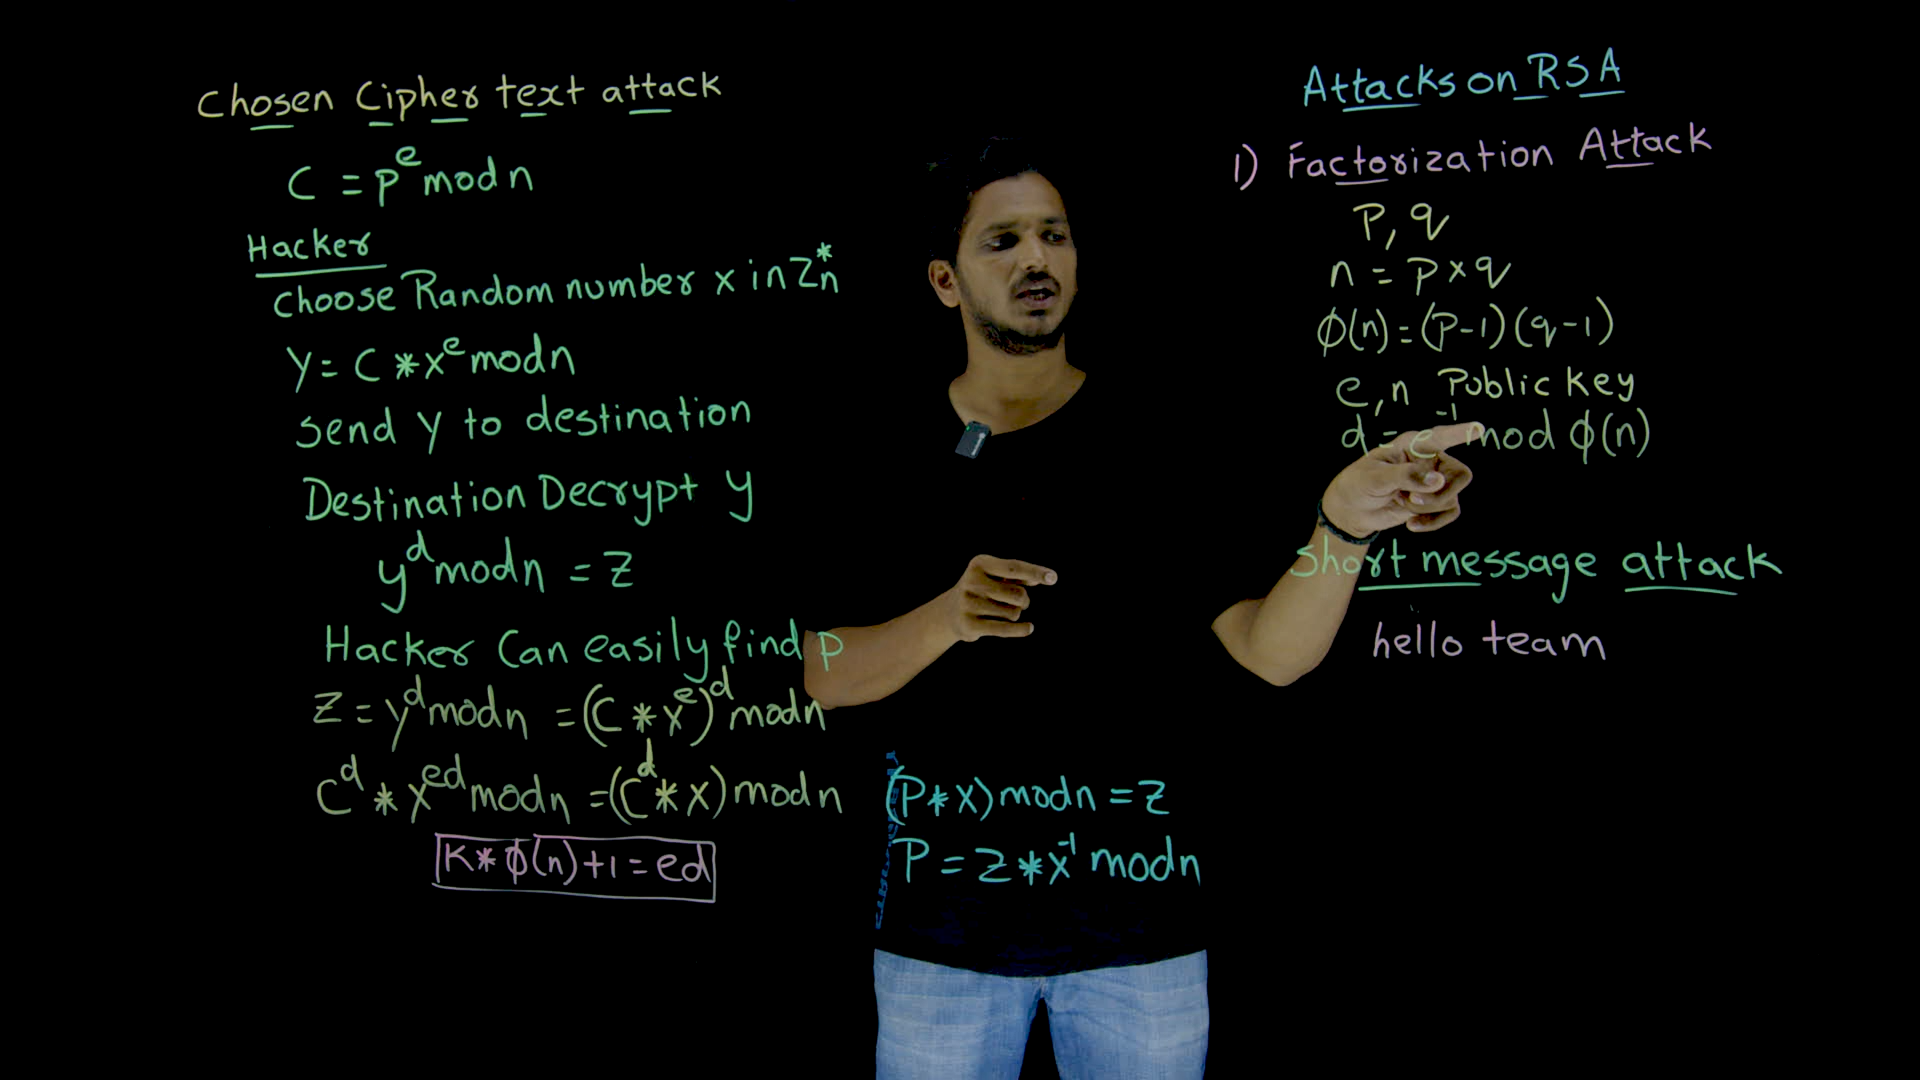 Chosen Cipher text attack
C = p^e mod n
Hacker
Choose Random number x in Zn*
Y = C * x^e mod n
Send Y to destination
Destination Decrypt y
y^d mod n = Z
Hacker Can easily find p
Z = y^d mod n = (C * x^e)^d mod n
C^d * x^ed mod n = (C^d * x) mod n
K * ϕ(n) + 1 = ed
(P * x) mod n = Z
P = Z * x^-1 mod n
Attacks on RSA
1) Factorization Attack
P, q
n = p × q
ϕ(n) = (p-1) (q-1)
e, n Public Key
d = e^-1 mod ϕ(n)
Short message attack
hello team